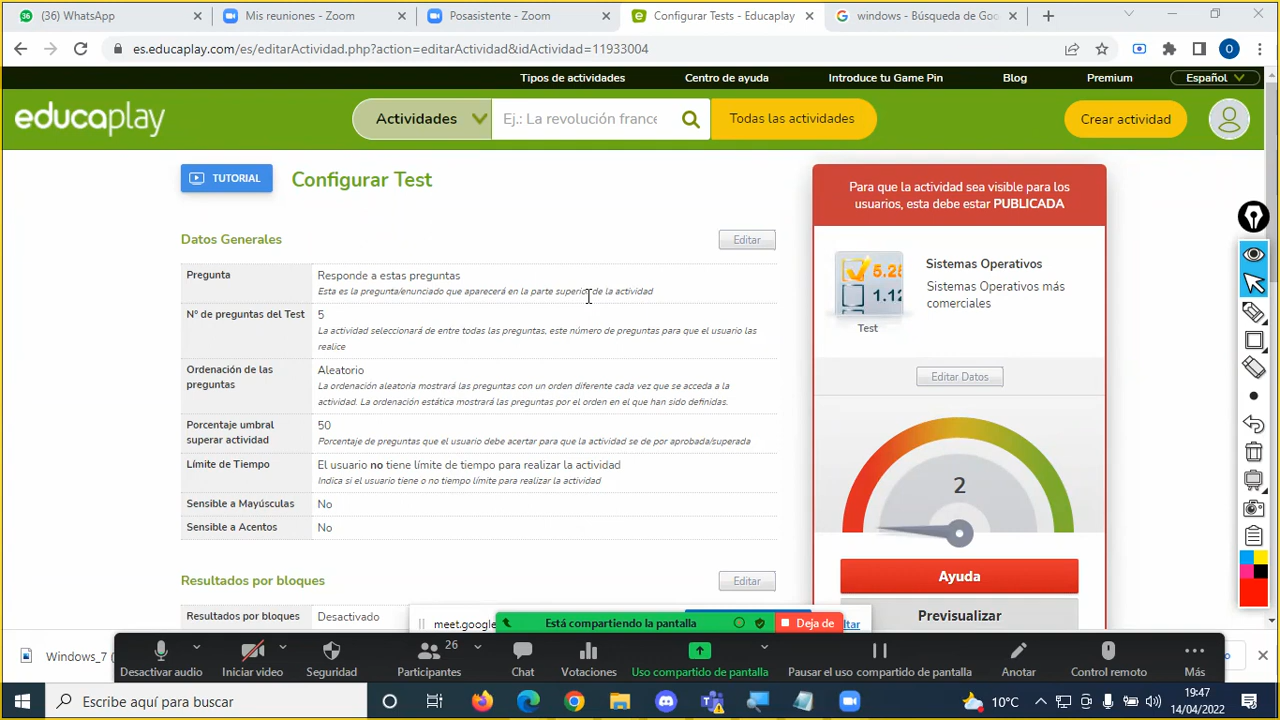 36
(36) WhatsApp
Mis reuniones - Zoom
Posasistente - Zoom
Configurar Tests - Educaplay
windows - Búsqueda de Goo
es.educaplay.com/es/editarActividad.php?action=editarActividad&idActividad=11933004
O
Tipos de actividades
Centro de ayuda
Introduce tu Game Pin
Blog
Premium
Español
educaplay
Actividades
Ej.: La revolución france
Todas las actividades
Crear actividad
TUTORIAL
Configurar Test
Datos Generales
Editar
Pregunta
Responde a estas preguntas
Esta es la pregunta/enunciado que aparecerá en la parte superior de la actividad
Nº de preguntas del Test
5
La actividad seleccionará de entre todas las preguntas, este número de preguntas para que el usuario las
realice
Ordenación de las
preguntas
Aleatorio
La ordenación aleatoria mostrará las preguntas con un orden diferente cada vez que se acceda a la
actividad. La ordenación estática mostrará las preguntas por el orden en el que han sido definidas.
Porcentaje umbral
superar actividad
50
Porcentaje de preguntas que el usuario debe acertar para que la actividad se de por aprobada/superada
Límite de Tiempo
El usuario no tiene límite de tiempo para realizar la actividad
Indica si el usuario tiene o no tiempo límite para realizar la actividad
Sensible a Mayúsculas
No
Sensible a Acentos
No
Resultados por bloques
Editar
Resultados por bloques
Desactivado
Para que la actividad sea visible para los
usuarios, esta debe estar PUBLICADA
5.25
1.12
Test
Sistemas Operativos
Sistemas Operativos más
comerciales
Editar Datos
2
Ayuda
Previsualizar
meet.google
Está compartiendo la pantalla
Deja de
ltar
Windows_7 (
Desactivar audio
Iniciar video
Seguridad
26
Participantes
Chat
Votaciones
Uso compartido de pantalla
Pausar el uso compartido de pantalla
Anotar
Control remoto
Más
Escribe aquí para buscar
10°C
19:47
14/04/2022